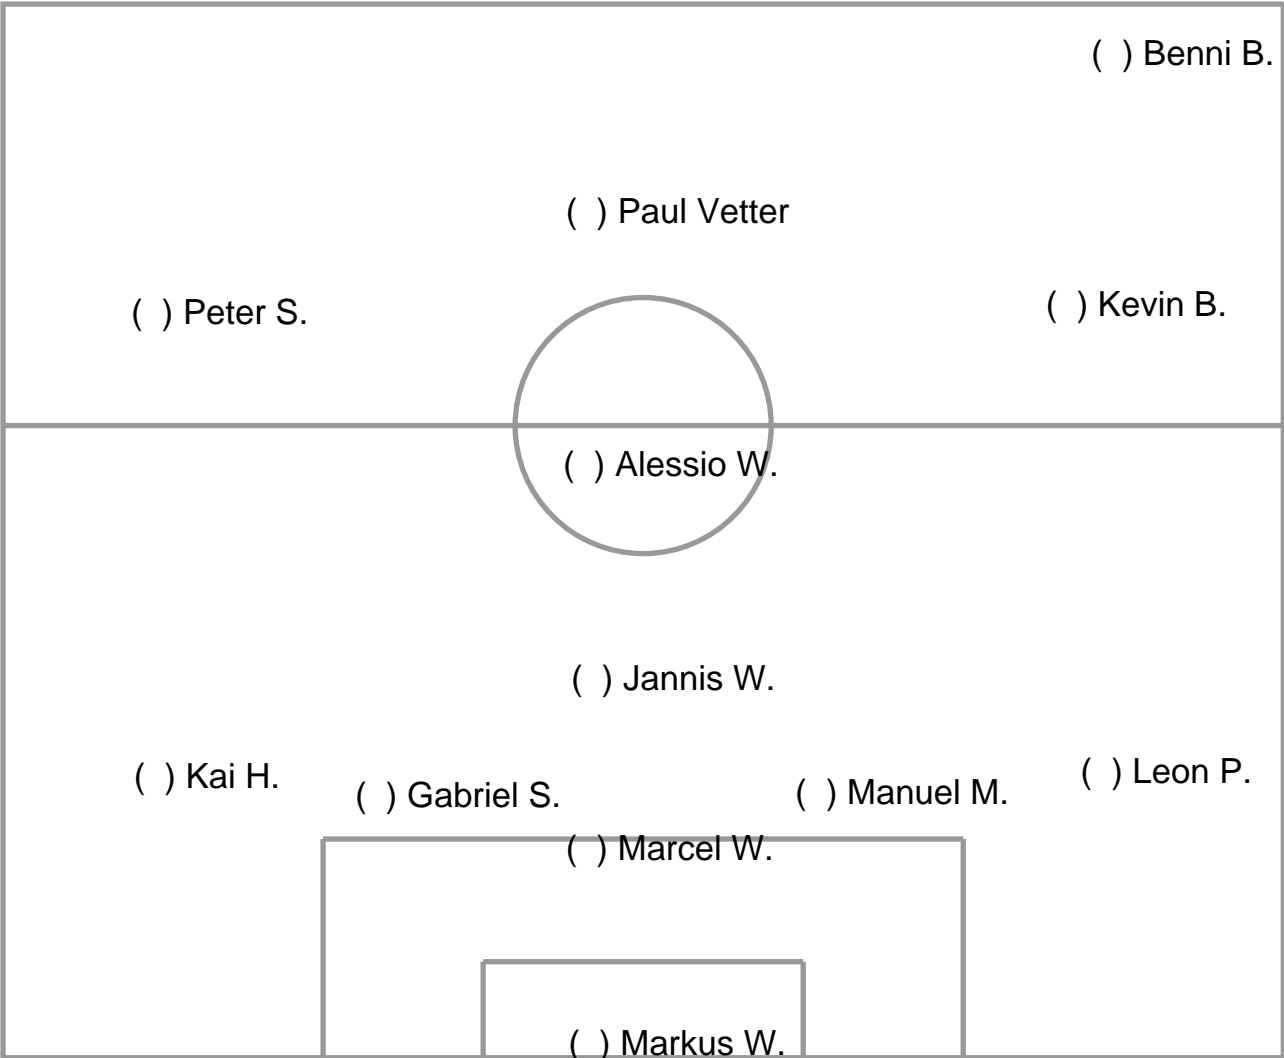 ( ) Benni B.
( ) Paul Vetter
( ) Peter S.
( ) Kevin B.
( ) Alessio W.
( ) Jannis W.
( ) Kai H.
( ) Gabriel S.
( ) Manuel M.
( ) Leon P.
( ) Marcel W.
( ) Markus W.